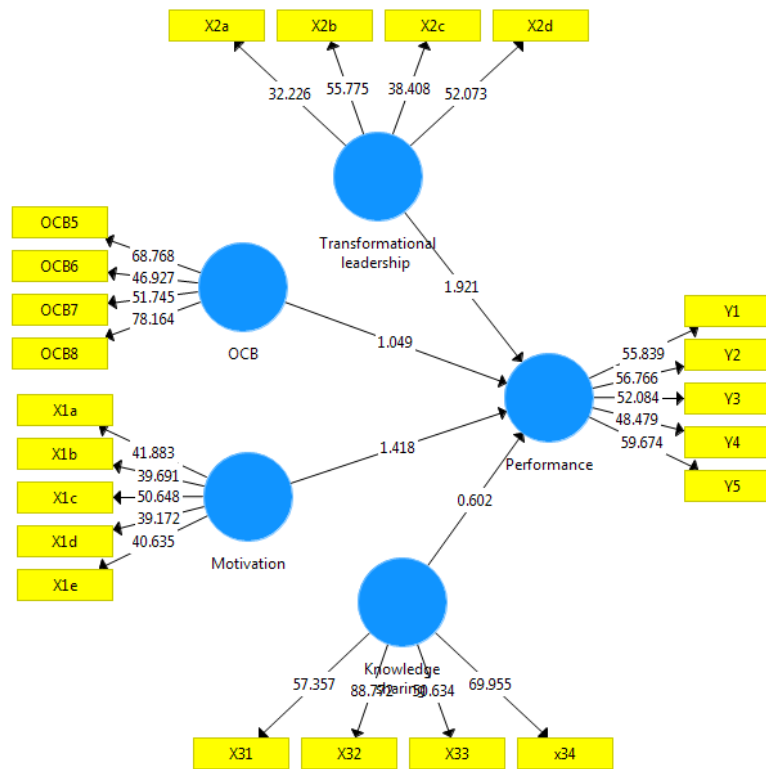 X2a X2b X2c X2d
32.226 55.775 38.408 52.073
Transformational
leadership
OCB5
OCB6
OCB7
OCB8
68.768
46.927
51.745
78.164
OCB
1.921
1.049
X1a
X1b
X1c
X1d
X1e
41.883
39.691
50.648
39.172
40.635
Motivation
1.418
0.602
Performance
55.839
56.766
52.084
48.479
59.674
Y1
Y2
Y3
Y4
Y5
Knowledge
sharing
57.357 69.955
X31 X32 X33 x34